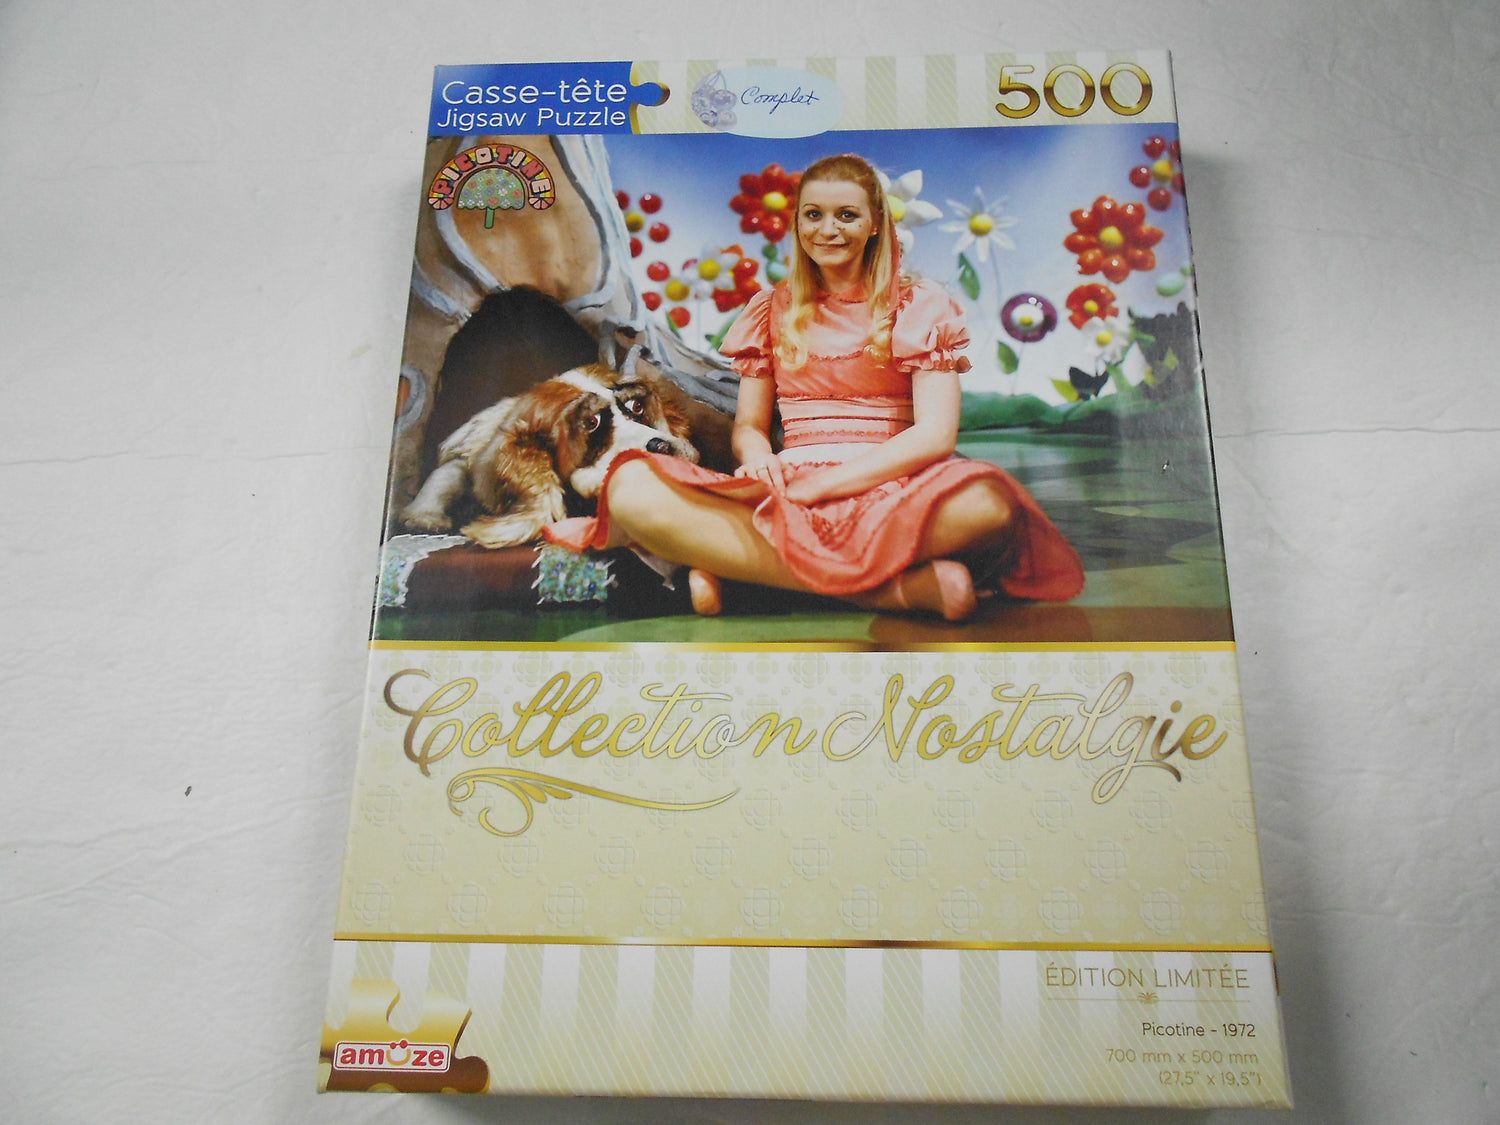 Casse-tête
Jigsaw Puzzle
Complet
500
PICOTINE
Collection Nostalgie
ÉDITION LIMITÉE
Picotine - 1972
700 mm x 500 mm
(27,5" x 19,5")
amüze